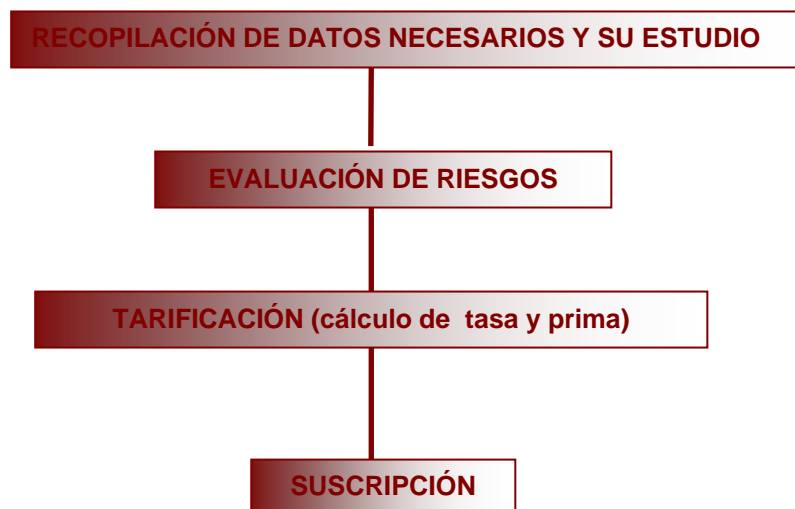 RECOPILACIÓN DE DATOS NECESARIOS Y SU ESTUDIO
EVALUACIÓN DE RIESGOS
TARIFICACIÓN (cálculo de tasa y prima)
SUSCRIPCIÓN